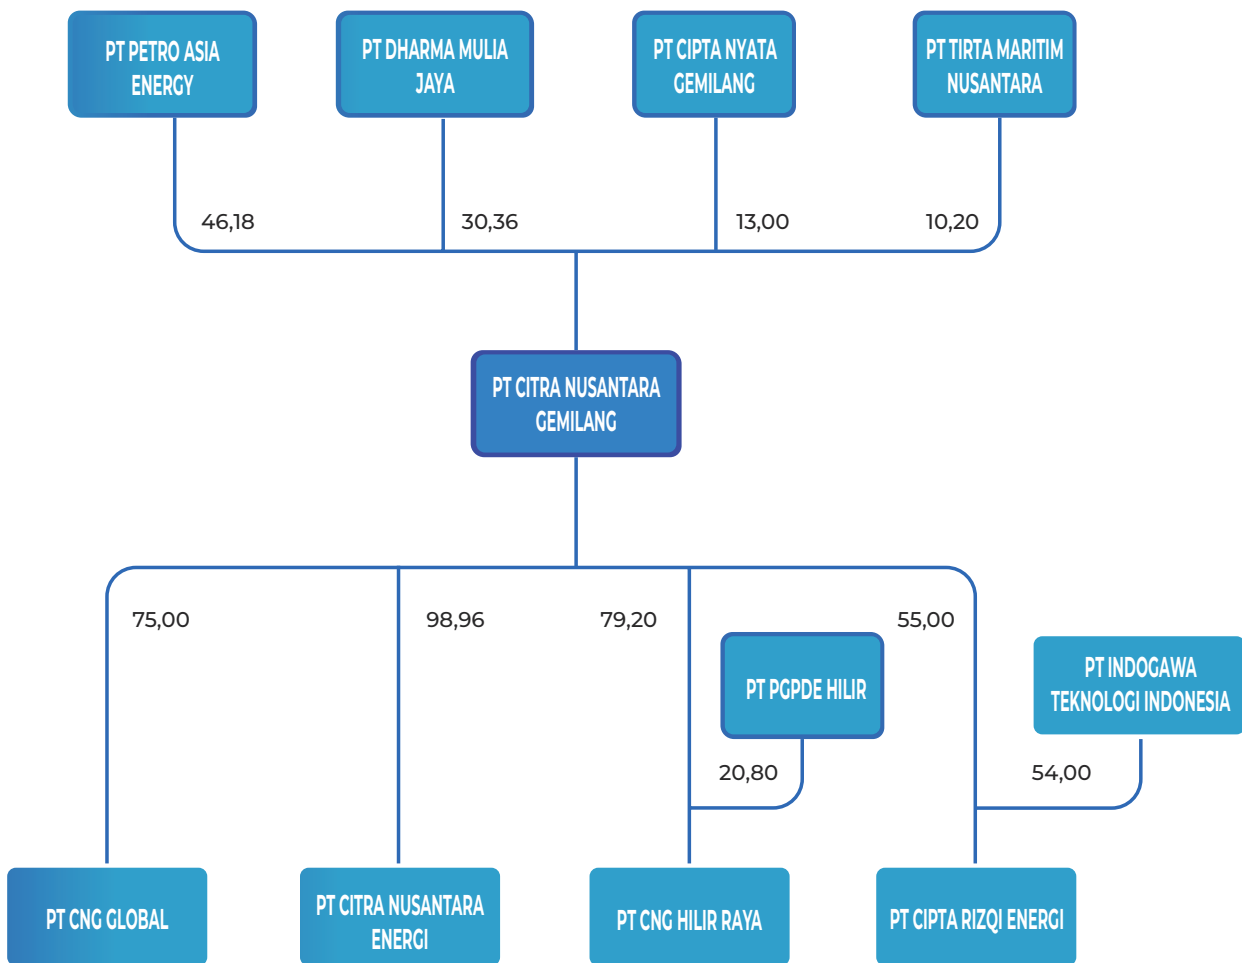 PT PETRO ASIA
ENERGY
PT DHARMA MULIA
JAYA
PT CIPTA NYATA
GEMILANG
PT TIRTA MARITIM
NUSANTARA
46,18
30,36
13,00
10,20
PT CITRA NUSANTARA
GEMILANG
75,00
98,96
79,20
55,00
PT PGPDE HILIR
PT INDOGAWA
TEKNOLOGI INDONESIA
20,80
54,00
PT CNG GLOBAL
PT CITRA NUSANTARA
ENERGI
PT CNG HILIR RAYA
PT CIPTA RIZQI ENERGI